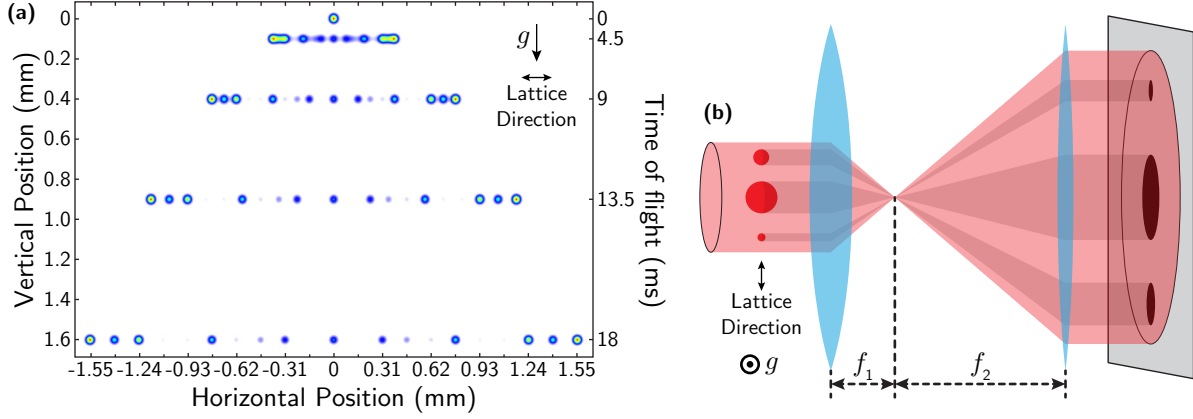 (a)
Vertical Position (mm)
0
0.2
0.4
0.6
0.8
1.0
1.2
1.4
1.6
-1.55 -1.24 -0.93 -0.62 -0.31 0 0.31 0.62 0.93 1.24 1.55
Horizontal Position (mm)
g
Lattice
Direction
0
4.5
9
13.5
18
Time of flight (ms)
(b)
Lattice
Direction
g
f1
f2